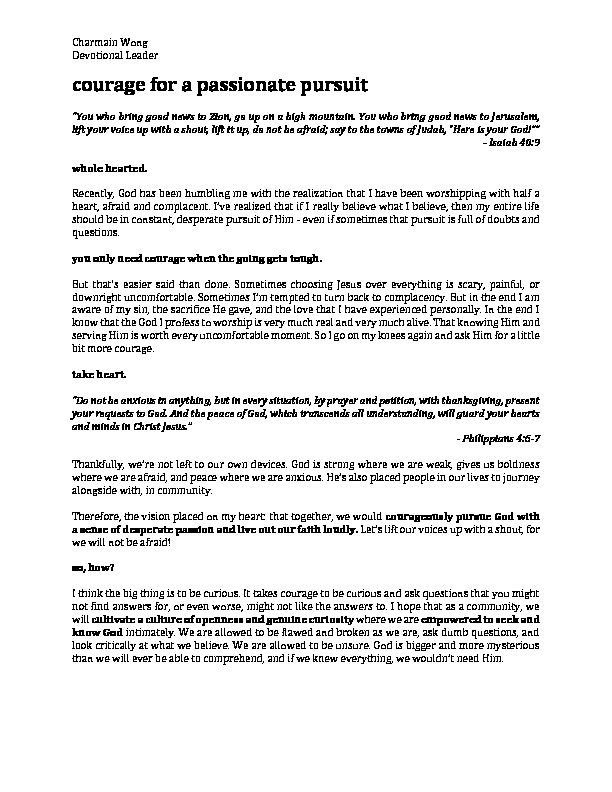 Charmain Wong
Devotional Leader
courage for a passionate pursuit
"You who bring good news to Zion, go up on a high mountain. You who bring good news to Jerusalem,
lift your voice up with a shout, lift it up, do not be afraid; say to the towns of Judah, "Here is your God!""
- Isaiah 40:9
whole hearted.
Recently, God has been humbling me with the realization that I have been worshipping with half a
heart, afraid and complacent. I've realized that if I really believe what I believe, then my entire life
should be in constant, desperate pursuit of Him - even if sometimes that pursuit is full of doubts and
questions.
you only need courage when the going gets tough.
But that's easier said than done. Sometimes choosing Jesus over everything is scary, painful, or
downright uncomfortable. Sometimes I'm tempted to turn back to complacency. But in the end I am
aware of my sin, the sacrifice He gave, and the love that I have experienced personally. In the end I
know that the God I profess to worship is very much real and very much alive. That knowing Him and
serving Him is worth every uncomfortable moment. So I go on my knees again and ask Him for a little
bit more courage.
take heart.
"Do not be anxious in anything, but in every situation, by prayer and petition, with thanksgiving, present
your requests to God. And the peace of God, which transcends all understanding, will guard your hearts
and minds in Christ Jesus."
- Philippians 4:6-7
Thankfully, we're not left to our own devices. God is strong where we are weak, gives us boldness
where we are afraid, and peace where we are anxious. He's also placed people in our lives to journey
alongside with, in community.
Therefore, the vision placed on my heart: that together, we would courageously pursue God with
a sense of desperate passion and live out our faith loudly. Let's lift our voices up with a shout, for
we will not be afraid!
so, how?
I think the big thing is to be curious. It takes courage to be curious and ask questions that you might
not find answers for, or even worse, might not like the answers to. I hope that as a community, we
will cultivate a culture of openness and genuine curiosity where we are empowered to seek and
know God intimately. We are allowed to be flawed and broken as we are, ask dumb questions, and
look critically at what we believe. We are allowed to be unsure. God is bigger and more mysterious
than we will ever be able to comprehend, and if we knew everything, we wouldn't need Him.